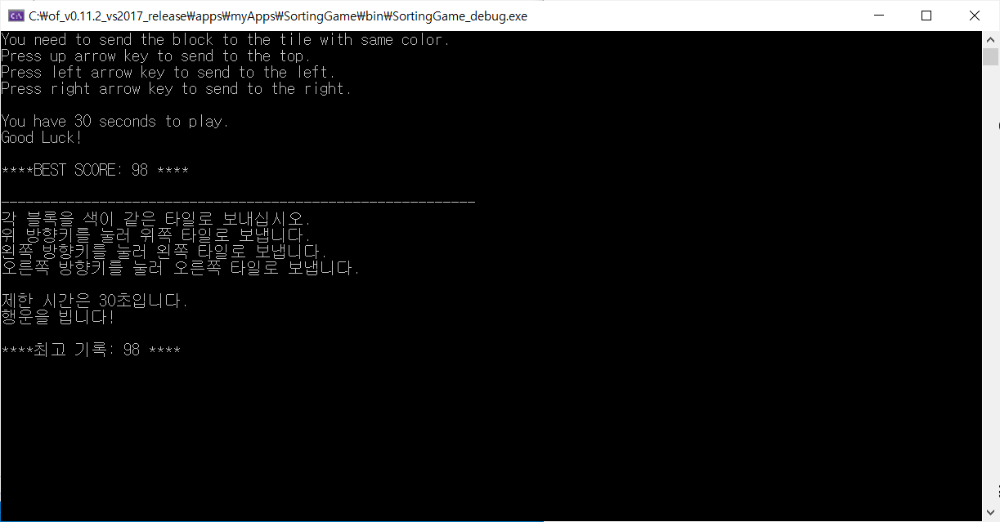 C:₩of_v0.11.2_vs2017_release₩apps₩myApps₩SortingGame₩bin₩SortingGame_debug.exe
You need to send the block to the tile with same color.
Press up arrow key to send to the top.
Press left arrow key to send to the left.
Press right arrow key to send to the right.
You have 30 seconds to play.
Good Luck!
****BEST SCORE: 98 ****
__________________________________________________________
각 블록을 색이 같은 타일로 보내십시오.
위 방향키를 눌러 위쪽 타일로 보냅니다.
왼쪽 방향키를 눌러 왼쪽 타일로 보냅니다.
오른쪽 방향키를 눌러 오른쪽 타일로 보냅니다.
제한 시간은 30초입니다.
행운을 빕니다!
****최고 기록: 98 ****